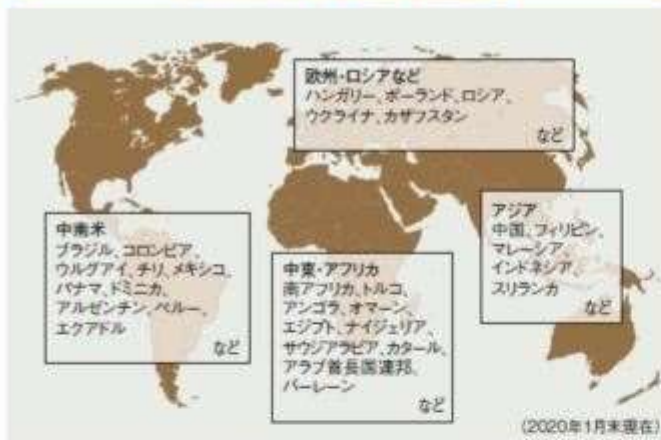 欧州・ロシアなど
ハンガリー、ポーランド、ロシア、
ウクライナ、カザフスタン
など
中南米
ブラジル、コロンビア、
ウルグアイ、チリ、メキシコ、
パナマ、ドミニカ、
アルゼンチン、ペルー、
エクアドル
など
中東・アフリカ
南アフリカ、トルコ、
アンゴラ、オマーン、
エジプト、ナイジェリア、
サウジアラビア、カタール、
アラブ首長国連邦、
バーレーン
など
アジア
中国、フィリピン、
マレーシア、
インドネシア、
スリランカ
など
(2020年1月末現在)